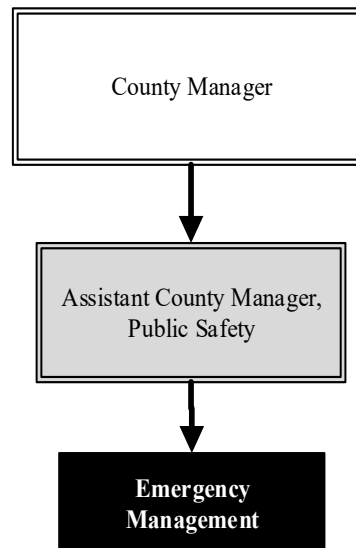 County Manager
Assistant County Manager,
Public Safety
Emergency
Management